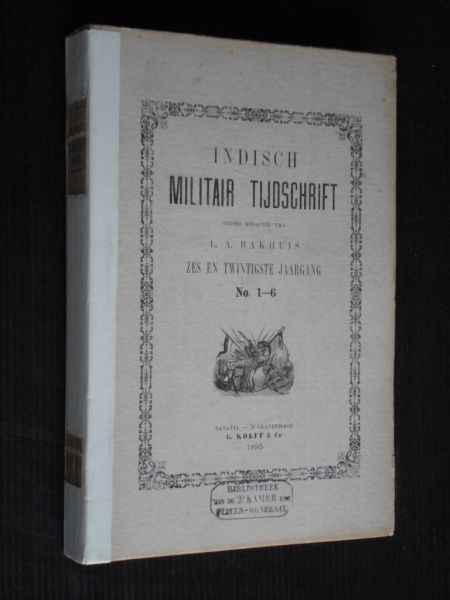 INDISCH
MILITAIR TIJDSCHRIFT
ONDER REDACTIE VAN
L. A. BAKHUIS
ZES EN TWINTIGSTE JAARGANG
No. 1—6
BATAVIA — 'S GRAVENHAGE
G. KOLFF & Co
1895
BIBLIOTHEEK
VAN DE 2e KAMER DER
STATEN-GENERAAL